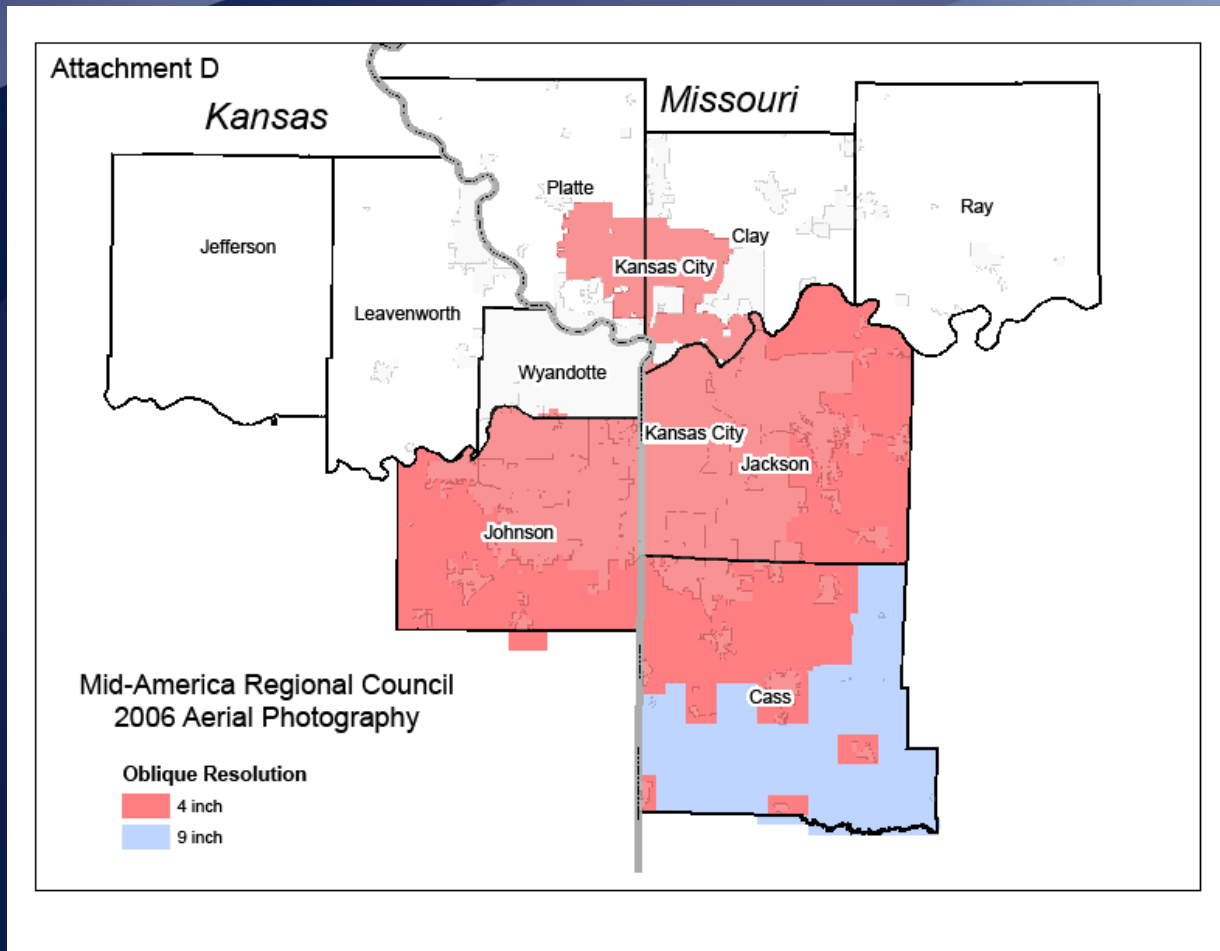 Attachment D
Kansas
Missouri
Jefferson
Leavenworth
Platte
Clay
Ray
Kansas City
Wyandotte
Kansas City
Jackson
Johnson
Cass
Mid-America Regional Council
2006 Aerial Photography
Oblique Resolution
4 inch
9 inch